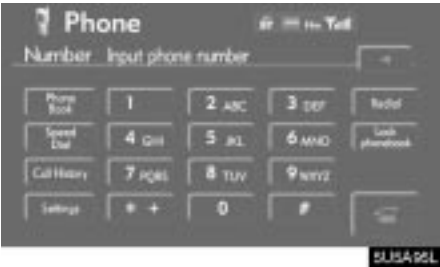 Phone
Number Input phone number
Phone Book 1 2 ABC 3 DEF Redial
Speed Dial 4 GHI 5 JKL 6 MNO Lock phonebook
Call History 7 PQRS 8 TUV 9 WXYZ
Settings * + 0 #
5U5A95L